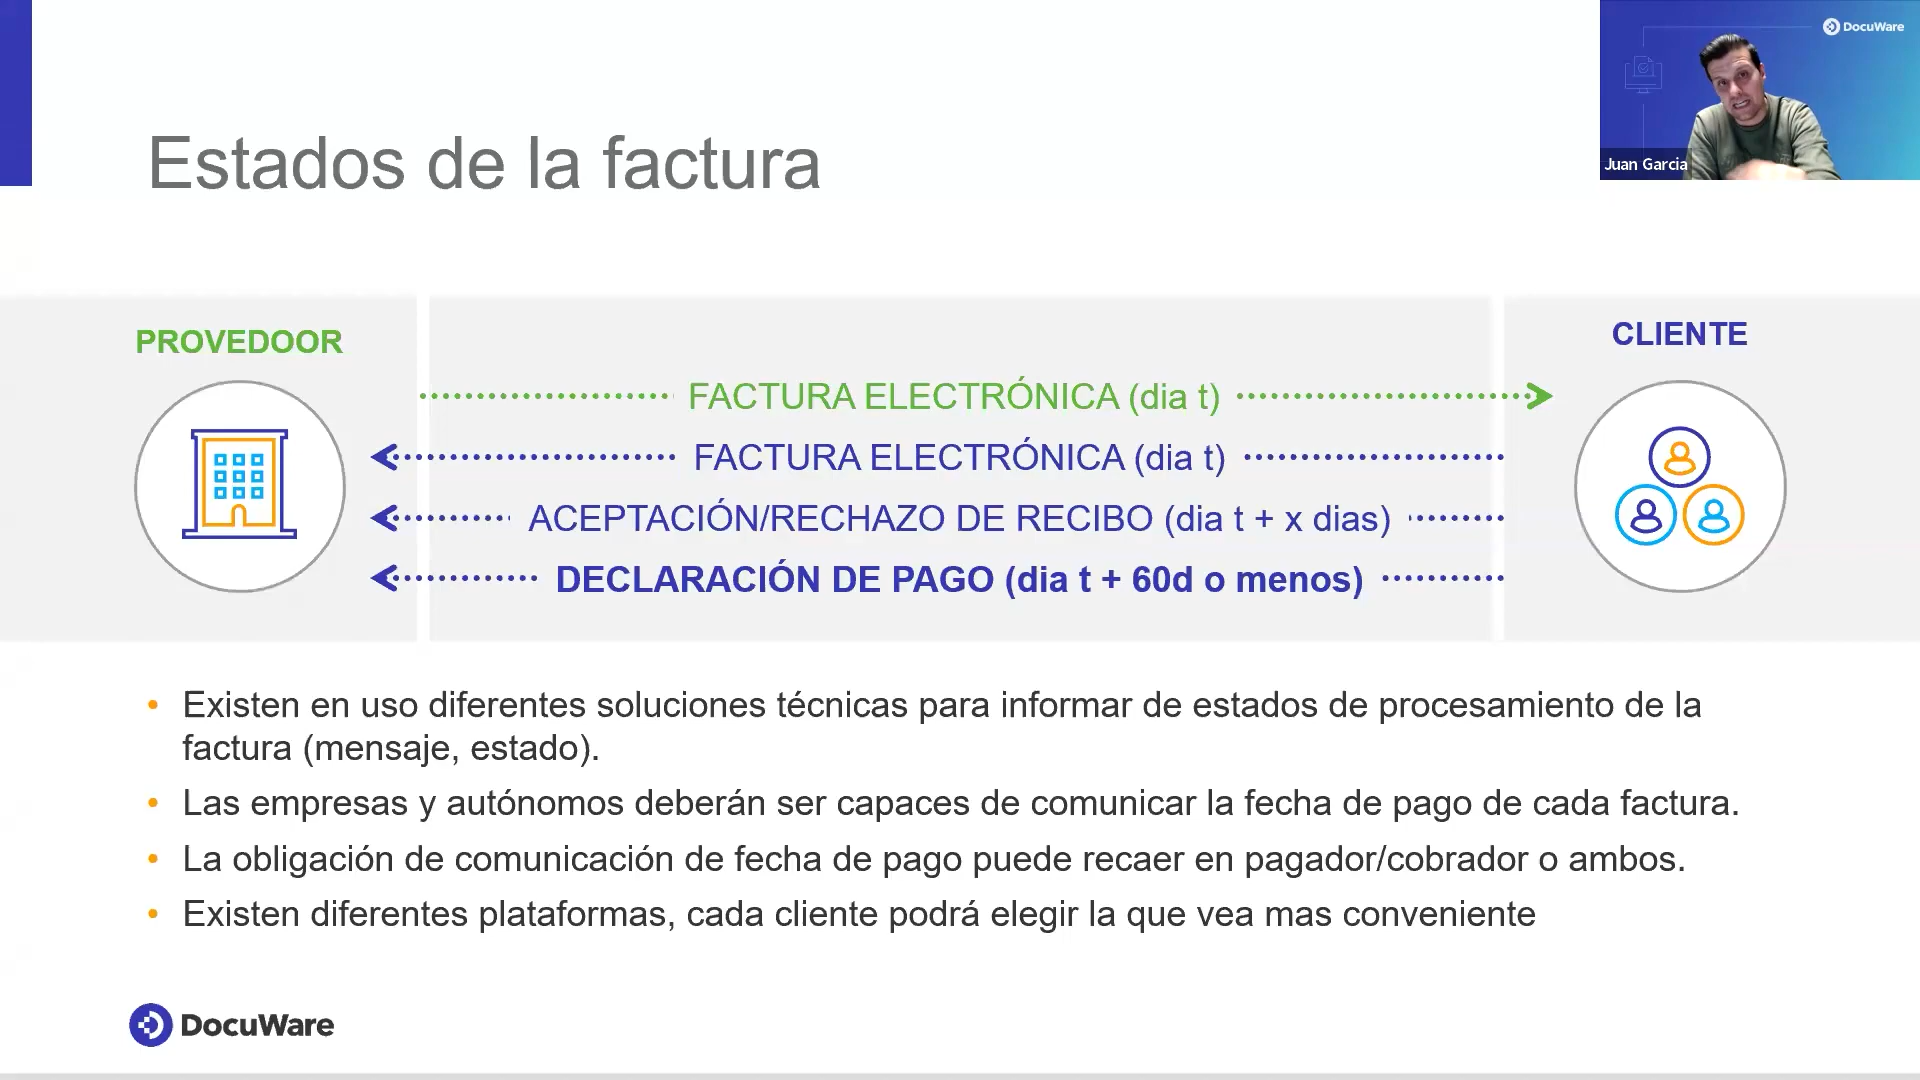 DocuWare
Juan Garcia
Estados de la factura
PROVEDOOR
CLIENTE
FACTURA ELECTRÓNICA (dia t)
FACTURA ELECTRÓNICA (dia t)
ACEPTACIÓN/RECHAZO DE RECIBO (dia t + x dias)
DECLARACIÓN DE PAGO (dia t + 60d o menos)
• Existen en uso diferentes soluciones técnicas para informar de estados de procesamiento de la
factura (mensaje, estado).
• Las empresas y autónomos deberán ser capaces de comunicar la fecha de pago de cada factura.
• La obligación de comunicación de fecha de pago puede recaer en pagador/cobrador o ambos.
• Existen diferentes plataformas, cada cliente podrá elegir la que vea mas conveniente
DocuWare